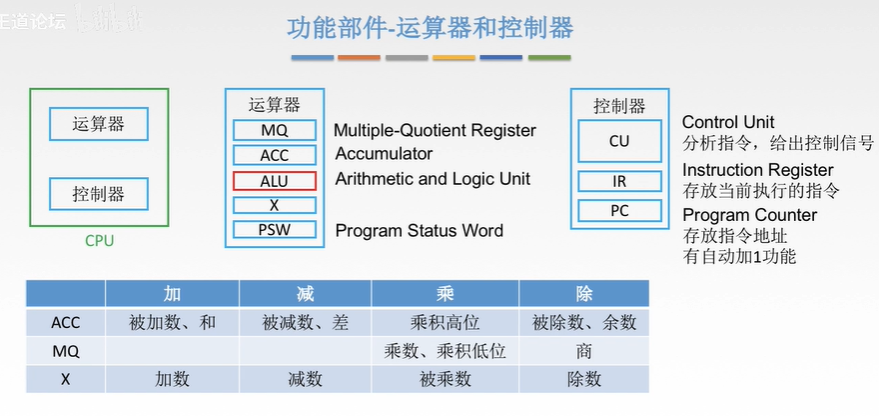 王道论坛
功能部件-运算器和控制器
运算器
控制器
CPU
运算器
MQ Multiple-Quotient Register
ACC Accumulator
ALU Arithmetic and Logic Unit
X
PSW Program Status Word
控制器
CU
IR
PC
Control Unit
分析指令，给出控制信号
Instruction Register
存放当前执行的指令
Program Counter
存放指令地址
有自动加1功能
加 减 乘 除
ACC 被加数、和 被减数、差 乘积高位 被除数、余数
MQ 乘数、乘积低位 商
X 加数 减数 被乘数 除数